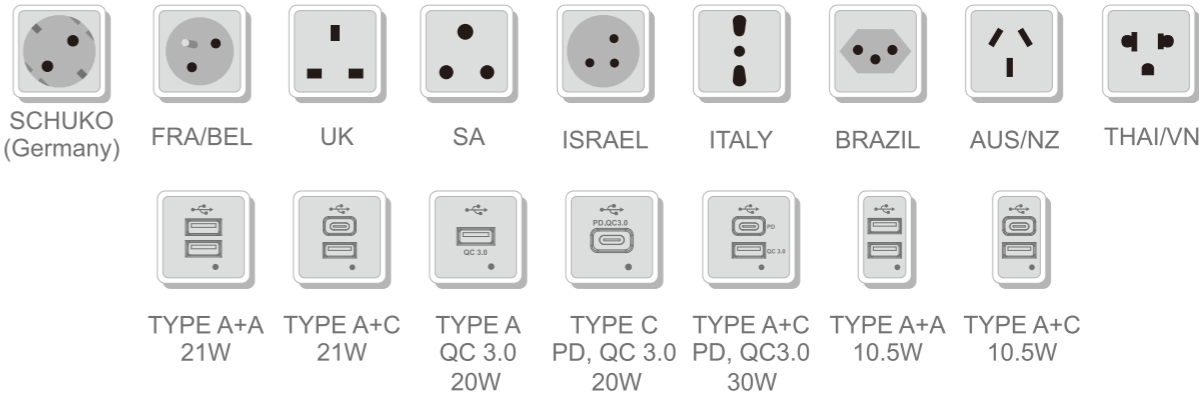 SCHUKO
(Germany)
FRA/BEL
UK
SA
ISRAEL
ITALY
BRAZIL
AUS/NZ
THAI/VN
QC 3.0
PD,QC3.0
PD
QC 3.0
TYPE A+A
21W
TYPE A+C
21W
TYPE A
QC 3.0
20W
TYPE C
PD, QC 3.0
20W
TYPE A+C
PD, QC3.0
30W
TYPE A+A
10.5W
TYPE A+C
10.5W